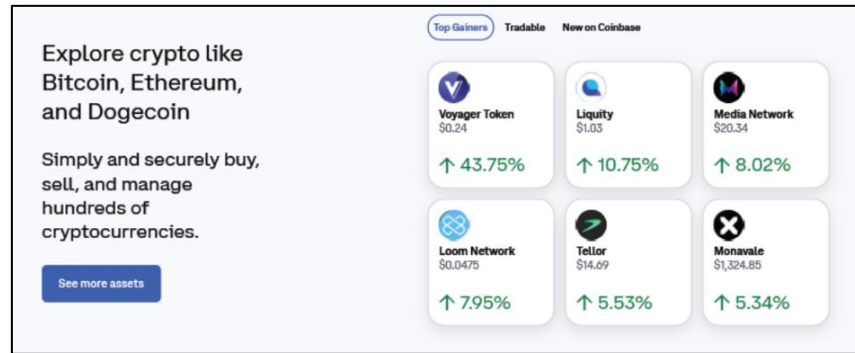 Explore crypto like
Bitcoin, Ethereum,
and Dogecoin
Simply and securely buy,
sell, and manage
hundreds of
cryptocurrencies.
See more assets
Top Gainers Tradable New on Coinbase
Voyager Token
$0.24
↑ 43.75%
Liquity
$1.03
↑ 10.75%
Media Network
$20.34
↑ 8.02%
Loom Network
$0.0475
↑ 7.95%
Tellor
$14.69
↑ 5.53%
Monavale
$1,324.85
↑ 5.34%